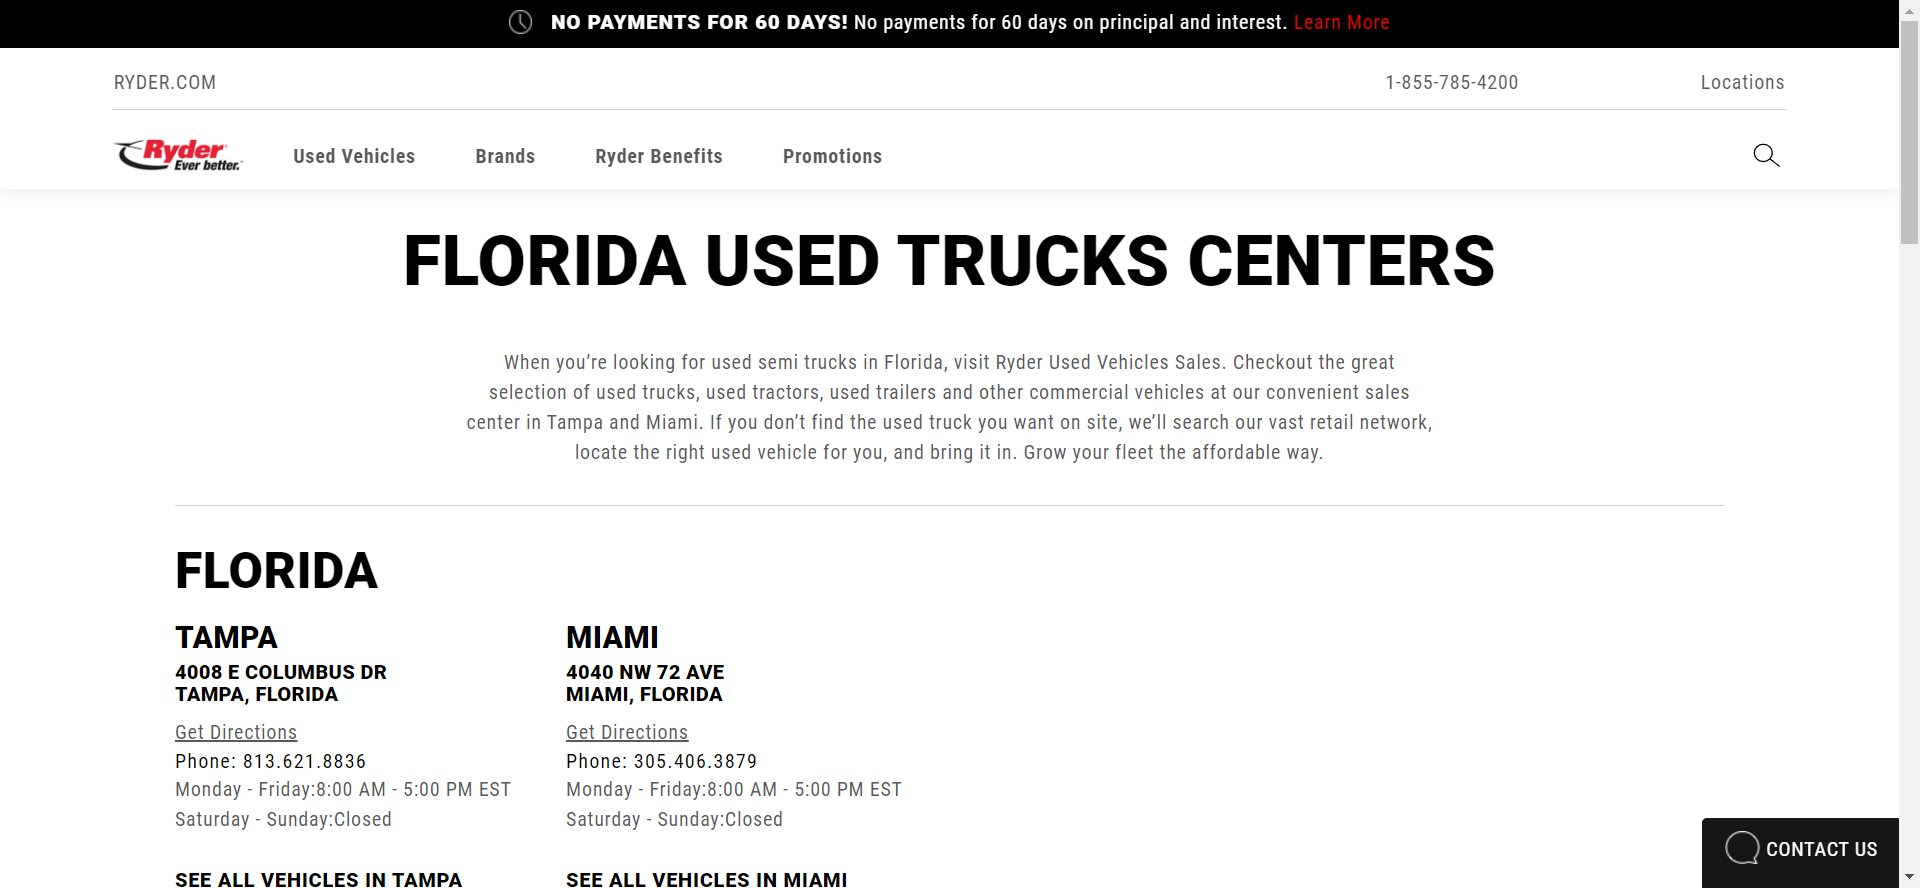 NO PAYMENTS FOR 60 DAYS! No payments for 60 days on principal and interest. Learn More
RYDER.COM
1-855-785-4200
Locations
Ryder
Ever better.
Used Vehicles
Brands
Ryder Benefits
Promotions
FLORIDA USED TRUCKS CENTERS
When you’re looking for used semi trucks in Florida, visit Ryder Used Vehicles Sales. Checkout the great
selection of used trucks, used tractors, used trailers and other commercial vehicles at our convenient sales
center in Tampa and Miami. If you don’t find the used truck you want on site, we’ll search our vast retail network,
locate the right used vehicle for you, and bring it in. Grow your fleet the affordable way.
FLORIDA
TAMPA
4008 E COLUMBUS DR
TAMPA, FLORIDA
Get Directions
Phone: 813.621.8836
Monday - Friday:8:00 AM - 5:00 PM EST
Saturday - Sunday:Closed
SEE ALL VEHICLES IN TAMPA
MIAMI
4040 NW 72 AVE
MIAMI, FLORIDA
Get Directions
Phone: 305.406.3879
Monday - Friday:8:00 AM - 5:00 PM EST
Saturday - Sunday:Closed
SEE ALL VEHICLES IN MIAMI
CONTACT US